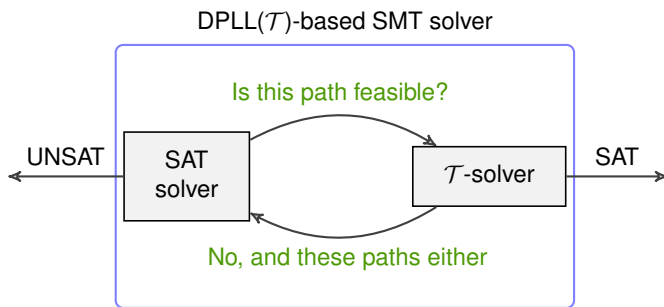 DPLL(𝒯)-based SMT solver
Is this path feasible?
UNSAT
SAT
solver
𝒯-solver
SAT
No, and these paths either